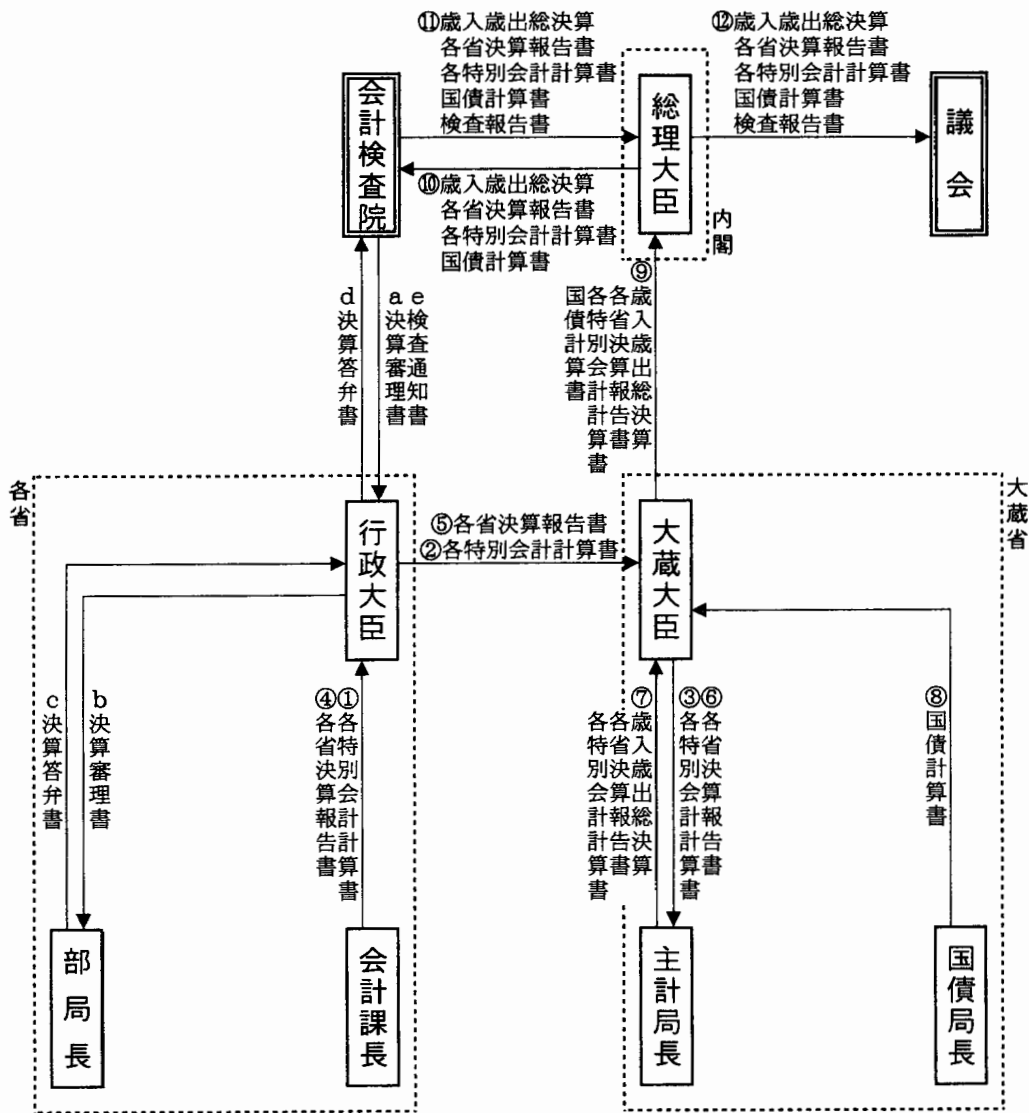 ⑪歳入歳出総決算
各省決算報告書
各特別会計計算書
国債計算書
検査報告書
⑫歳入歳出総決算
各省決算報告書
各特別会計計算書
国債計算書
検査報告書
会計検査院
総理大臣
議会
内閣
⑩歳入歳出総決算
各省決算報告書
各特別会計計算書
国債計算書
⑨歳入歳出総決算
各省決算報告書
各特別会計計算書
国債計算書
e検査通知書
a決算審理書
d決算答弁書
各省
大蔵省
行政大臣
⑤各省決算報告書
②各特別会計計算書
大蔵大臣
c決算答弁書
b決算審理書
①各特別会計計算書
④各省決算報告書
⑦歳入歳出総決算
各省決算報告書
各特別会計計算書
⑥各省決算報告書
③各特別会計計算書
⑧国債計算書
部局長
会計課長
主計局長
国債局長